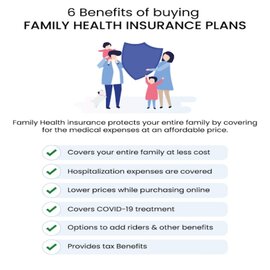 6 Benefits of buying
FAMILY HEALTH INSURANCE PLANS
Family Health insurance protects your entire family by covering
for the medical expenses at an affordable price.
Covers your entire family at less cost
Hospitalization expenses are covered
Lower prices while purchasing online
Covers COVID-19 treatment
Options to add riders & other benefits
Provides tax Benefits